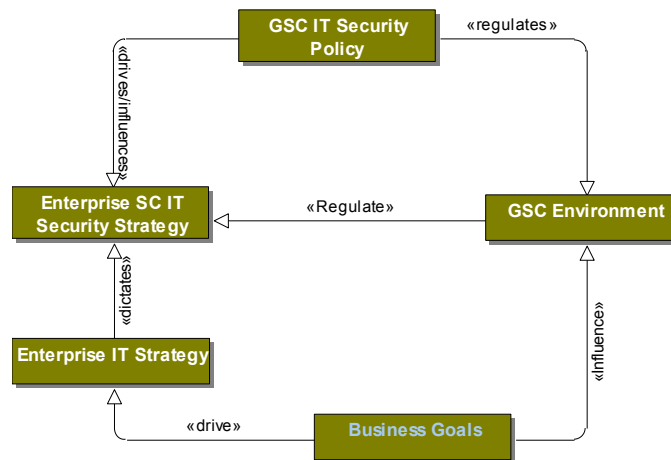 GSC IT Security
Policy
«regulates»
«drives/influences»
Enterprise SC IT
Security Strategy
«Regulate»
GSC Environment
«dictates»
«Influence»
Enterprise IT Strategy
«drive»
Business Goals